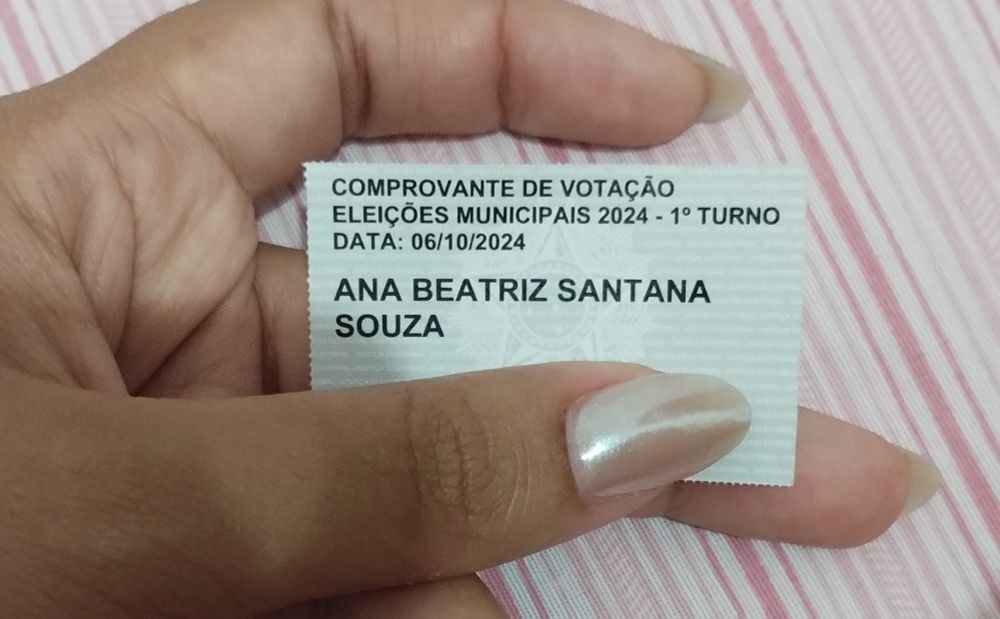 COMPROVANTE DE VOTAÇÃO
ELEIÇÕES MUNICIPAIS 2024 - 1º TURNO
DATA: 06/10/2024
ANA BEATRIZ SANTANA
SOUZA